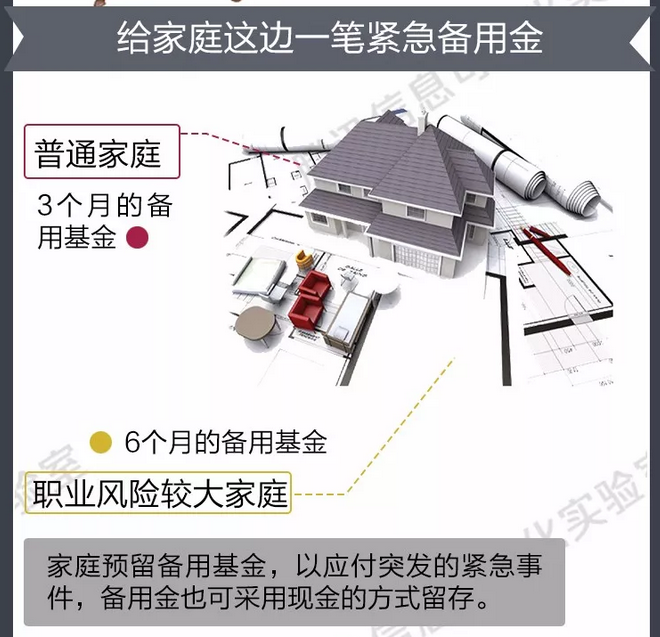 给家庭这边一笔紧急备用金
普通家庭
3个月的备
用基金
6个月的备用基金
职业风险较大家庭
家庭预留备用基金，以应付突发的紧急事
件，备用金也可采用现金的方式留存。